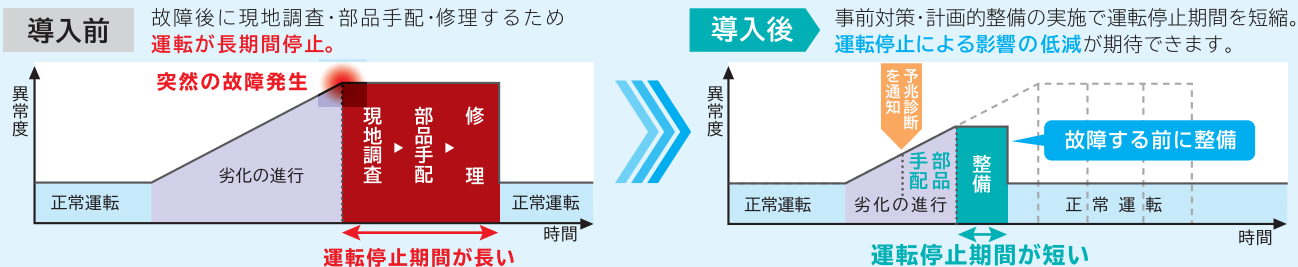 導入前
故障後に現地調査・部品手配・修理するため
運転が長期間停止。
突然の故障発生
異常度
現地調査
部品手配
修理
劣化の進行
正常運転
正常運転
時間
運転停止期間が長い
導入後
事前対策・計画的整備の実施で運転停止期間を短縮。
運転停止による影響の低減が期待できます。
異常度
予兆診断
を通知
故障する前に整備
部品
手配
整備
正常運転
劣化の進行
正常運転
時間
運転停止期間が短い